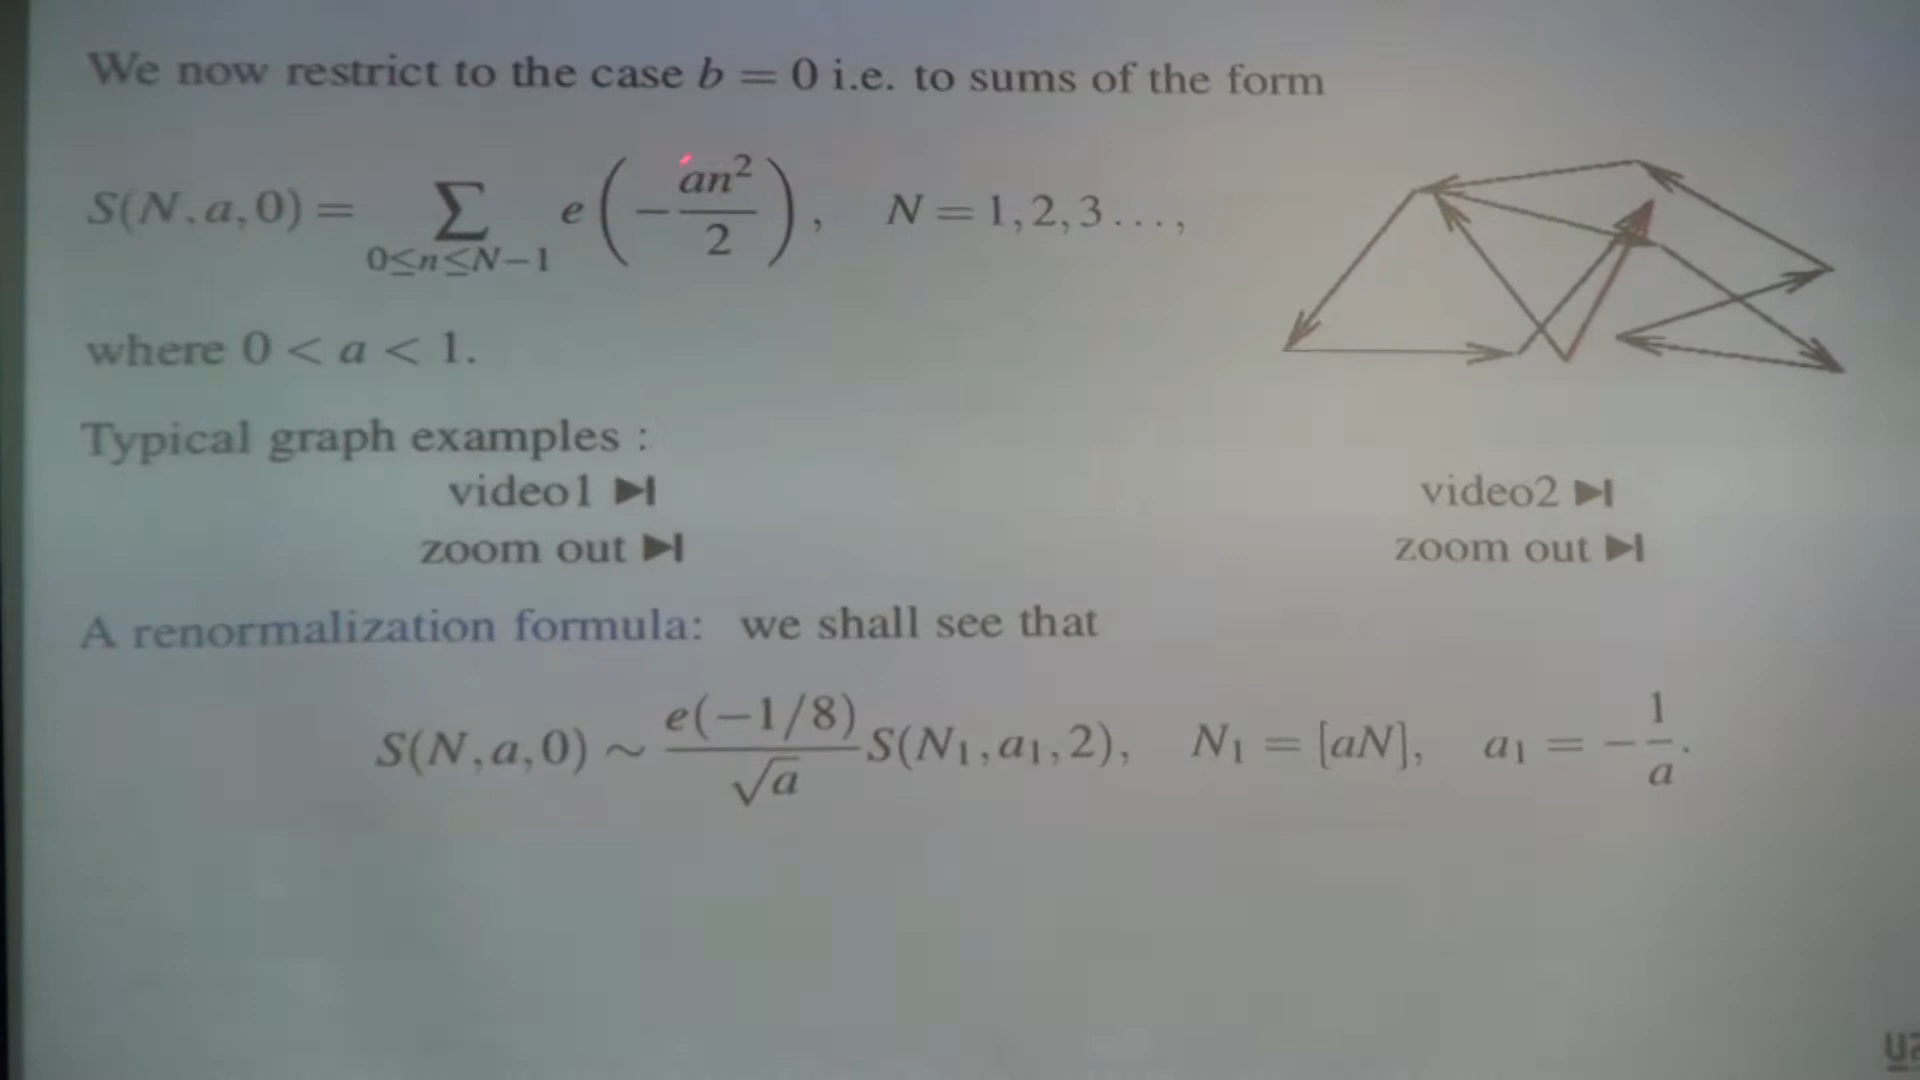 We now restrict to the case b = 0 i.e. to sums of the form
S(N,a,0) = ∑_{0≤n≤N−1} e(−an²/2), N = 1,2,3...,
where 0 < a < 1.
Typical graph examples :
video1 video2
zoom out zoom out
A renormalization formula: we shall see that
S(N,a,0) ∼ e(−1/8)/√a S(N₁,a₁,2), N₁ = [aN], a₁ = −1/a.